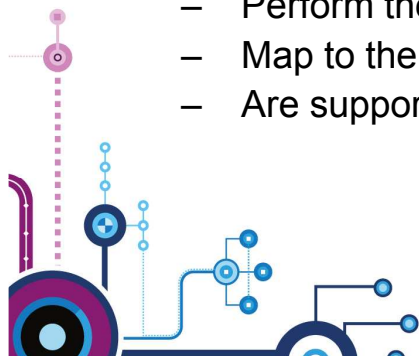 – Perform the
– Map to the
– Are suppor